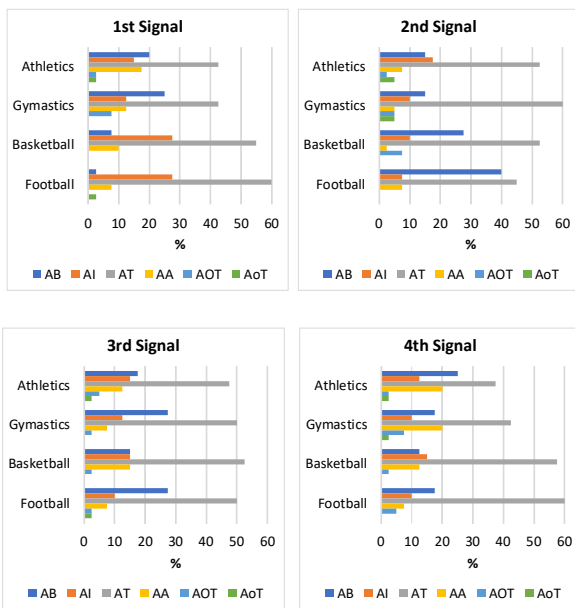 1st Signal
Athletics
Gymastics
Basketball
Football
0 10 20 30 40 50 60
%
AB AI AT AA AOT AoT
2nd Signal
Athletics
Gymastics
Basketball
Football
0 10 20 30 40 50 60
%
AB AI AT AA AOT AoT
3rd Signal
Athletics
Gymastics
Basketball
Football
0 10 20 30 40 50 60
%
AB AI AT AA AOT AoT
4th Signal
Athletics
Gymastics
Basketball
Football
0 10 20 30 40 50 60
%
AB AI AT AA AOT AoT